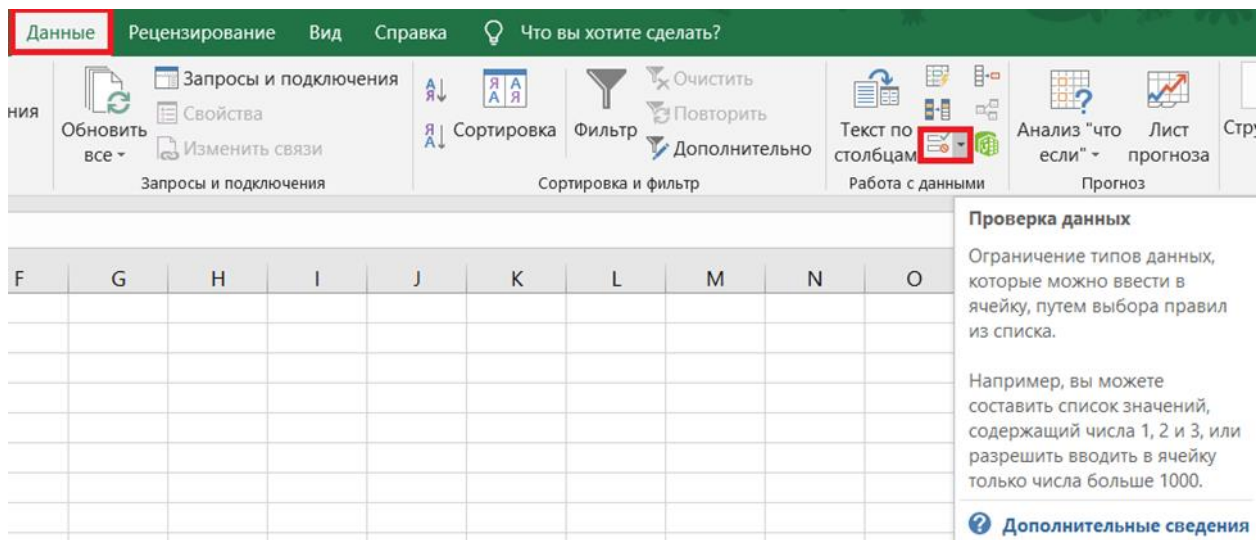 Данные Рецензирование Вид Справка Что вы хотите сделать?
ния
Обновить все
Запросы и подключения
Свойства
Изменить связи
Запросы и подключения
Сортировка
Фильтр
Очистить
Повторить
Дополнительно
Сортировка и фильтр
Текст по
столбцам
Работа с данными
Анализ "что
если"
Лист
прогноза
Прогноз
Стру
F G H I J K L M N O
Проверка данных
Ограничение типов данных,
которые можно ввести в
ячейку, путем выбора правил
из списка.
Например, вы можете
составить список значений,
содержащий числа 1, 2 и 3, или
разрешить вводить в ячейку
только числа больше 1000.
Дополнительные сведения